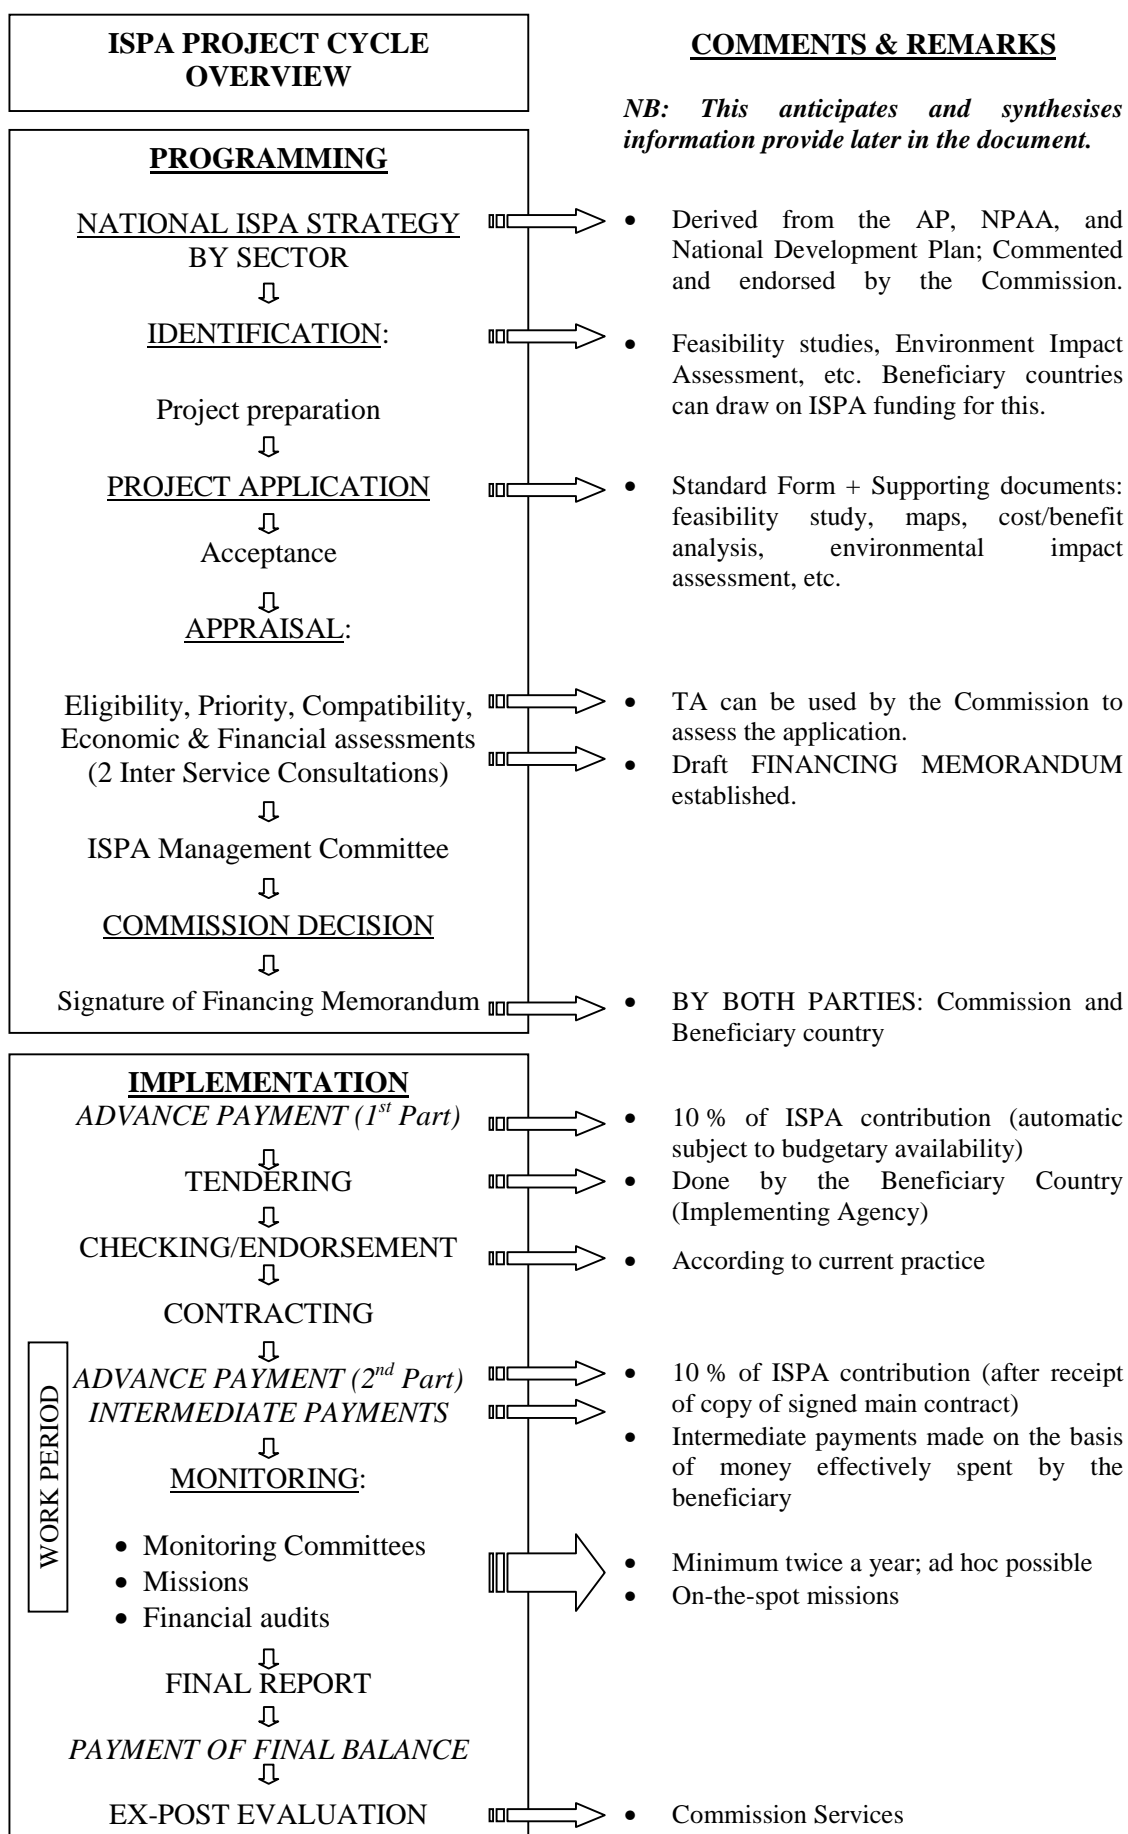 ISPA PROJECT CYCLE
OVERVIEW
COMMENTS & REMARKS
NB: This anticipates and synthesises
information provide later in the document.
PROGRAMMING
NATIONAL ISPA STRATEGY
BY SECTOR
• Derived from the AP, NPAA, and
National Development Plan; Commented
and endorsed by the Commission.
IDENTIFICATION:
• Feasibility studies, Environment Impact
Assessment, etc. Beneficiary countries
can draw on ISPA funding for this.
Project preparation
PROJECT APPLICATION
• Standard Form + Supporting documents:
feasibility study, maps, cost/benefit
analysis, environmental impact
assessment, etc.
Acceptance
APPRAISAL:
Eligibility, Priority, Compatibility,
Economic & Financial assessments
(2 Inter Service Consultations)
• TA can be used by the Commission to
assess the application.
• Draft FINANCING MEMORANDUM
established.
ISPA Management Committee
COMMISSION DECISION
Signature of Financing Memorandum
• BY BOTH PARTIES: Commission and
Beneficiary country
IMPLEMENTATION
ADVANCE PAYMENT (1st Part)
• 10 % of ISPA contribution (automatic
subject to budgetary availability)
TENDERING
• Done by the Beneficiary Country
(Implementing Agency)
CHECKING/ENDORSEMENT
• According to current practice
CONTRACTING
WORK PERIOD
ADVANCE PAYMENT (2nd Part)
INTERMEDIATE PAYMENTS
• 10 % of ISPA contribution (after receipt
of copy of signed main contract)
• Intermediate payments made on the basis
of money effectively spent by the
beneficiary
MONITORING:
• Monitoring Committees
• Missions
• Financial audits
• Minimum twice a year; ad hoc possible
• On-the-spot missions
FINAL REPORT
PAYMENT OF FINAL BALANCE
EX-POST EVALUATION
• Commission Services